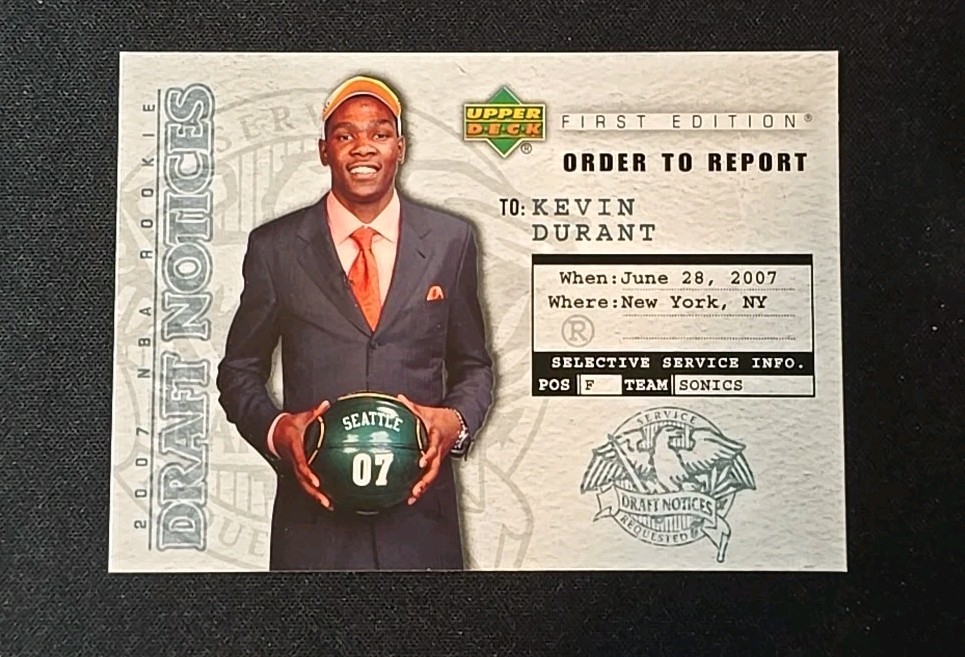 2007 NBA ROOKIE
DRAFT NOTICES
UPPER
DECK
®
FIRST EDITION®
ORDER TO REPORT
TO: KEVIN
DURANT
When: June 28, 2007
Where: New York, NY
®
SELECTIVE SERVICE INFO.
POS F TEAM SONICS
SEATTLE
07
SERVICE
DRAFT NOTICES
REQUESTED